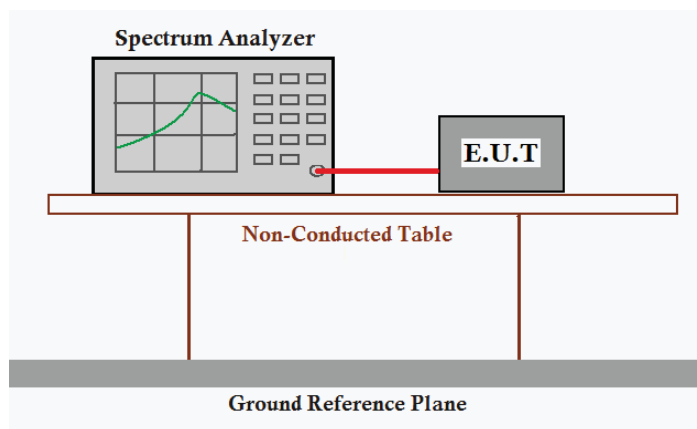 Spectrum Analyzer
E.U.T
Non-Conducted Table
Ground Reference Plane